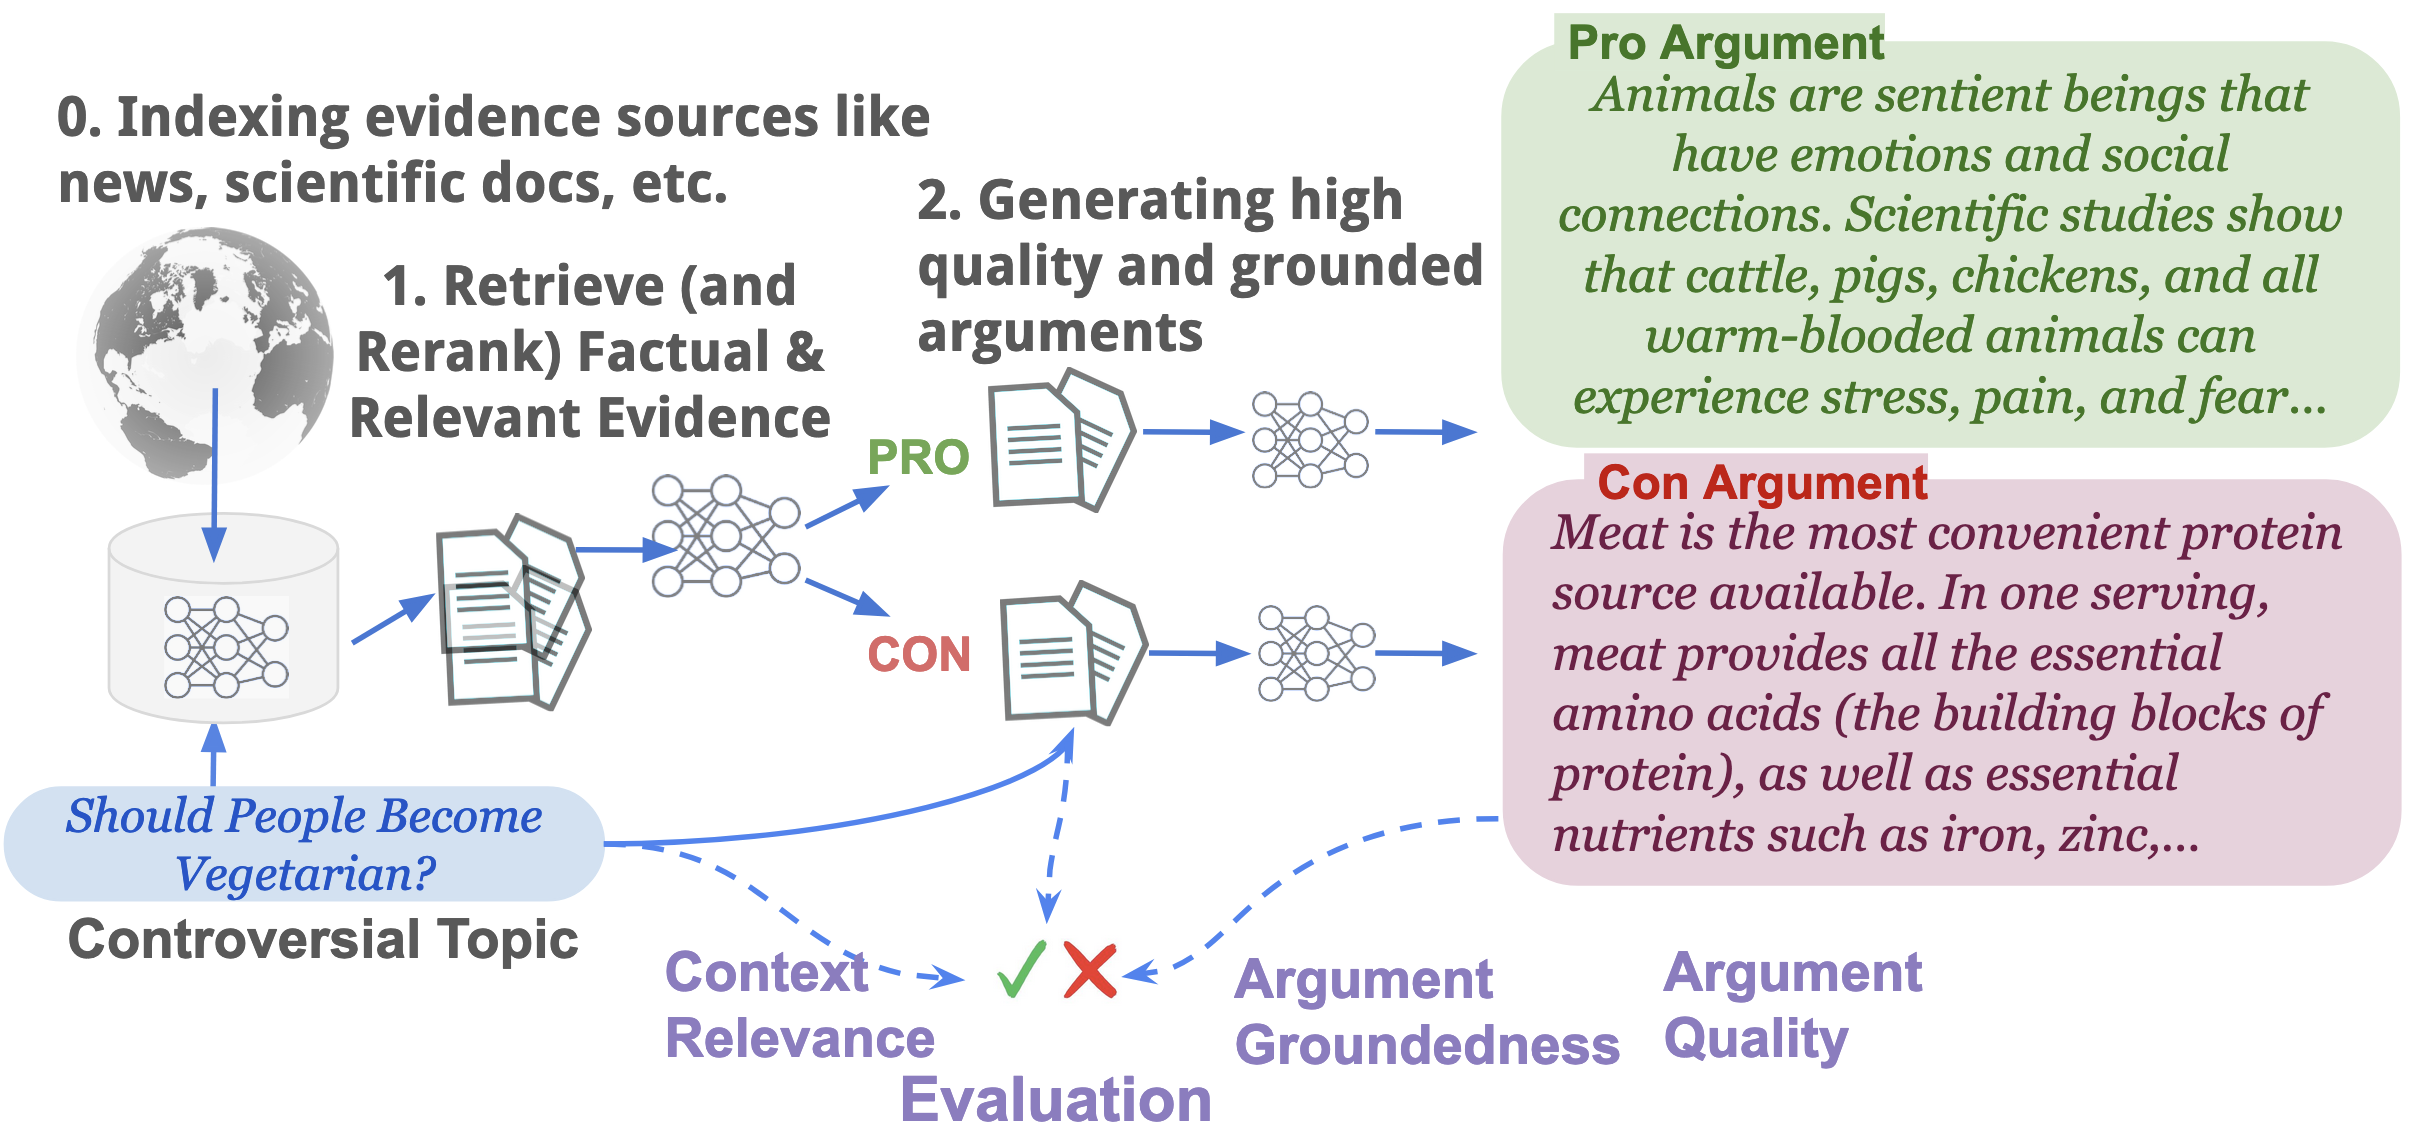 0. Indexing evidence sources like
news, scientific docs, etc.
1. Retrieve (and
Rerank) Factual &
Relevant Evidence
2. Generating high
quality and grounded
arguments
PRO
CON
Pro Argument
Animals are sentient beings that
have emotions and social
connections. Scientific studies show
that cattle, pigs, chickens, and all
warm-blooded animals can
experience stress, pain, and fear...
Con Argument
Meat is the most convenient protein
source available. In one serving,
meat provides all the essential
amino acids (the building blocks of
protein), as well as essential
nutrients such as iron, zinc,...
Should People Become
Vegetarian?
Controversial Topic
Context
Relevance
Argument
Groundedness
Argument
Quality
Evaluation